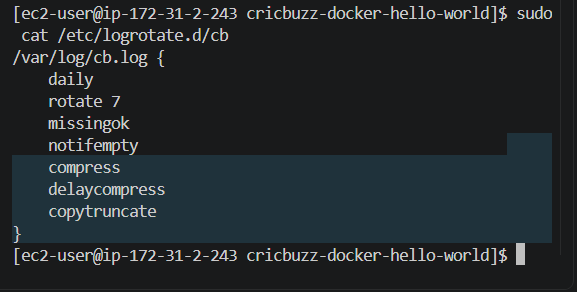 [ec2-user@ip-172-31-2-243 cricbuzz-docker-hello-world]$ sudo
 cat /etc/logrotate.d/cb
/var/log/cb.log {
    daily
    rotate 7
    missingok
    notifempty
    compress
    delaycompress
    copytruncate
}
[ec2-user@ip-172-31-2-243 cricbuzz-docker-hello-world]$